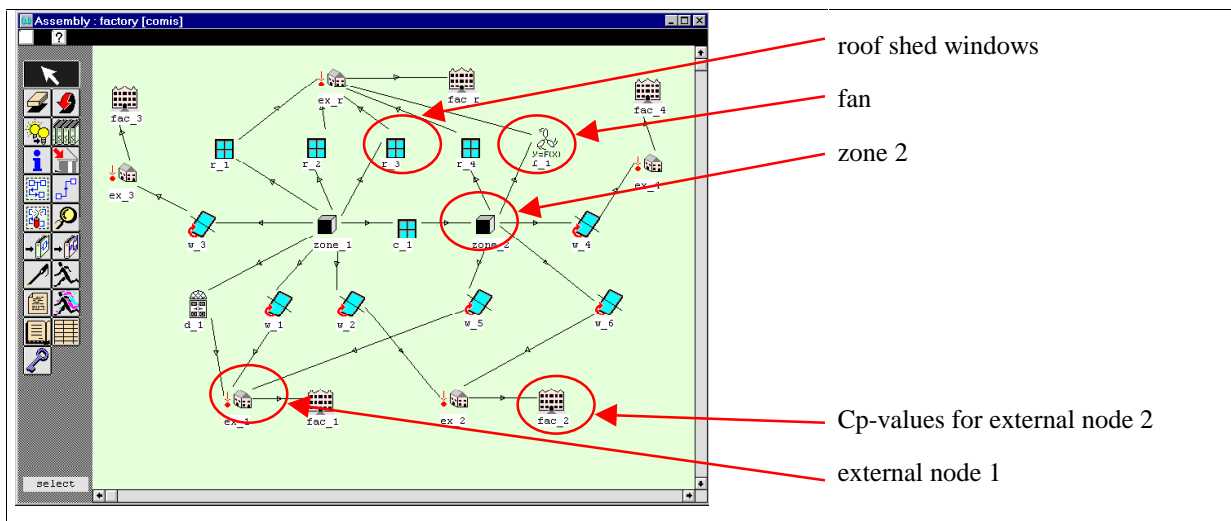 Assembly : factory [comis]
?
roof shed windows
fan
zone 2
fac_3
ex_r
fac_r
fac_4
r_1
r_2
r_3
r_4
y=F(X)
f_1
ex_3
ex_4
w_3
zone_1
c_1
zone_2
w_4
d_1
w_1
w_2
w_5
w_6
ex_1
fac_1
ex_2
fac_2
Cp-values for external node 2
external node 1
select